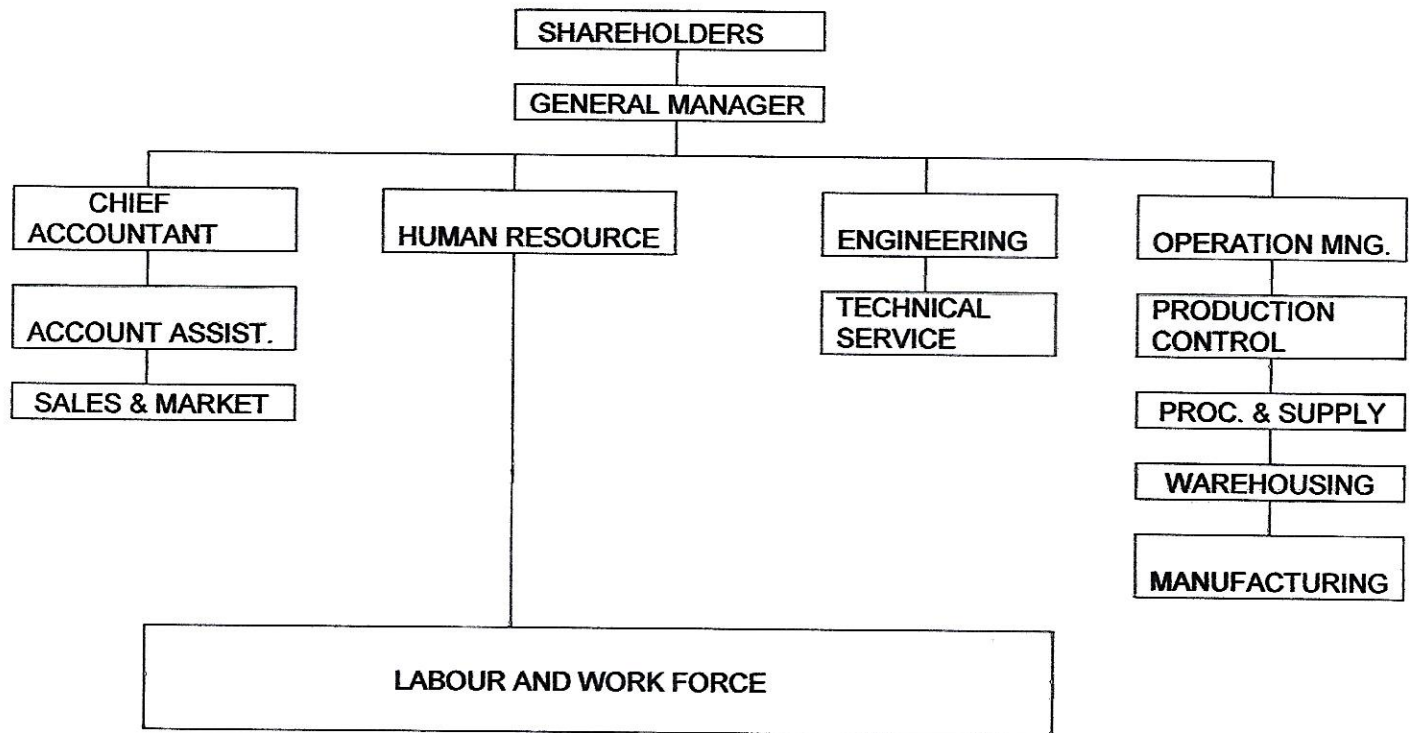 SHAREHOLDERS
GENERAL MANAGER
CHIEF
ACCOUNTANT
HUMAN RESOURCE
ENGINEERING
OPERATION MNG.
ACCOUNT ASSIST.
TECHNICAL
SERVICE
PRODUCTION
CONTROL
SALES & MARKET
PROC. & SUPPLY
WAREHOUSING
MANUFACTURING
LABOUR AND WORK FORCE